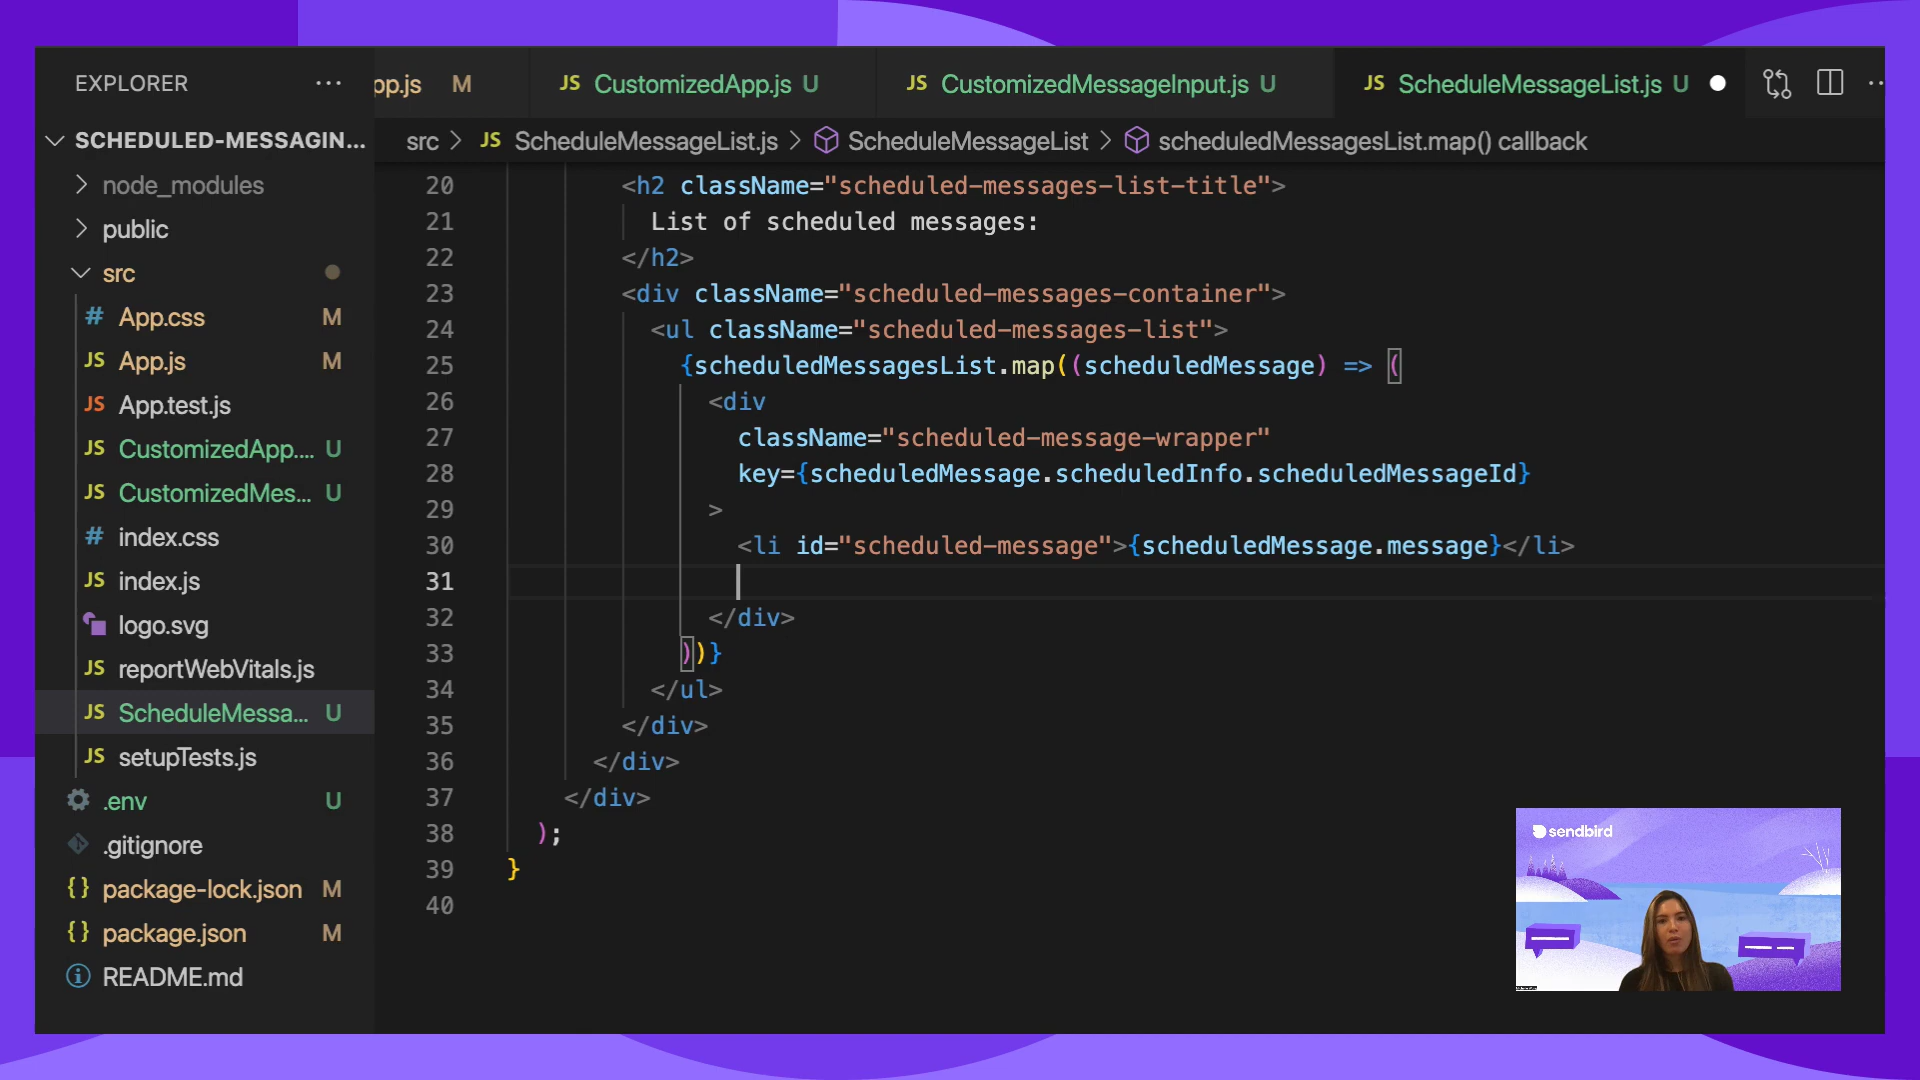 EXPLORER ···
pp.js M
JS CustomizedApp.js U
JS CustomizedMessageInput.js U
JS ScheduleMessageList.js U
SCHEDULED-MESSAGIN...
src > JS ScheduleMessageList.js > ScheduleMessageList > scheduledMessagesList.map() callback
node_modules
public
src
# App.css M
JS App.js M
JS App.test.js
JS CustomizedApp.... U
JS CustomizedMes... U
# index.css
JS index.js
logo.svg
JS reportWebVitals.js
JS ScheduleMessa... U
JS setupTests.js
.env U
.gitignore
{} package-lock.json M
{} package.json M
README.md
20 <h2 className="scheduled-messages-list-title">
21 List of scheduled messages:
22 </h2>
23 <div className="scheduled-messages-container">
24 <ul className="scheduled-messages-list">
25 {scheduledMessagesList.map((scheduledMessage) => (
26 <div
27 className="scheduled-message-wrapper"
28 key={scheduledMessage.scheduledInfo.scheduledMessageId}
29 >
30 <li id="scheduled-message">{scheduledMessage.message}</li>
31
32 </div>
33 ))}
34 </ul>
35 </div>
36 </div>
37 </div>
38 );
39 }
40
sendbird